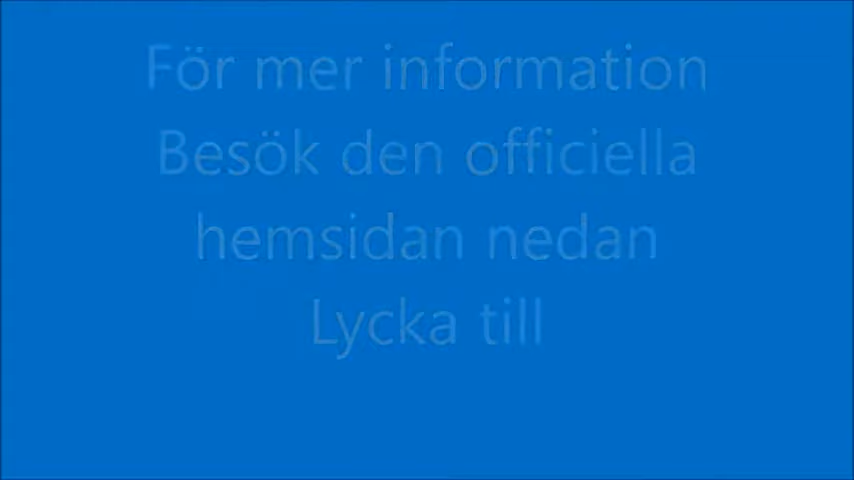 För mer information
Besök den officiella
hemsidan nedan
Lycka till